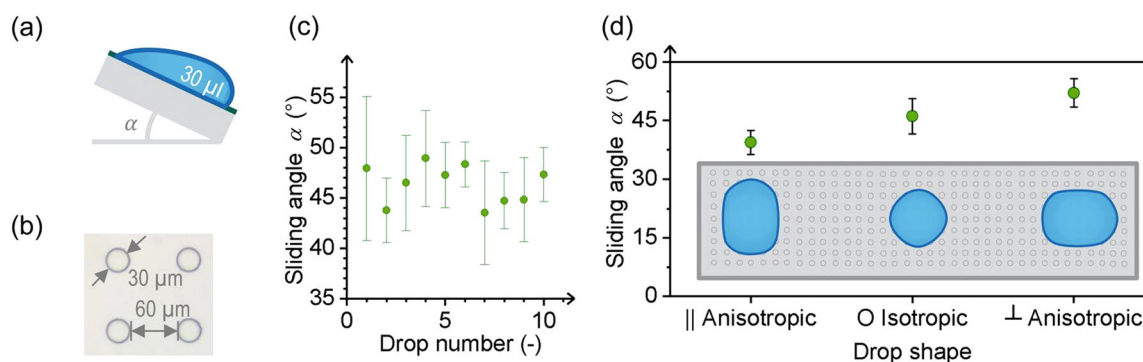 (a)
30 µl
α
(b)
30 µm
60 µm
(c)
Sliding angle α (°)
55
50
45
40
35
0
5
10
Drop number (-)
(d)
Sliding angle α (°)
60
45
30
15
0
|| Anisotropic
O Isotropic
⊥ Anisotropic
Drop shape